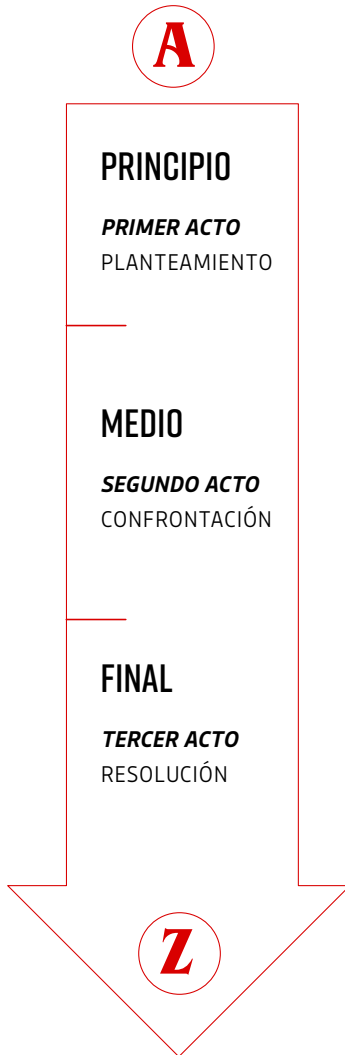 A
PRINCIPIO
PRIMER ACTO
PLANTEAMIENTO
MEDIO
SEGUNDO ACTO
CONFRONTACIÓN
FINAL
TERCER ACTO
RESOLUCIÓN
Z